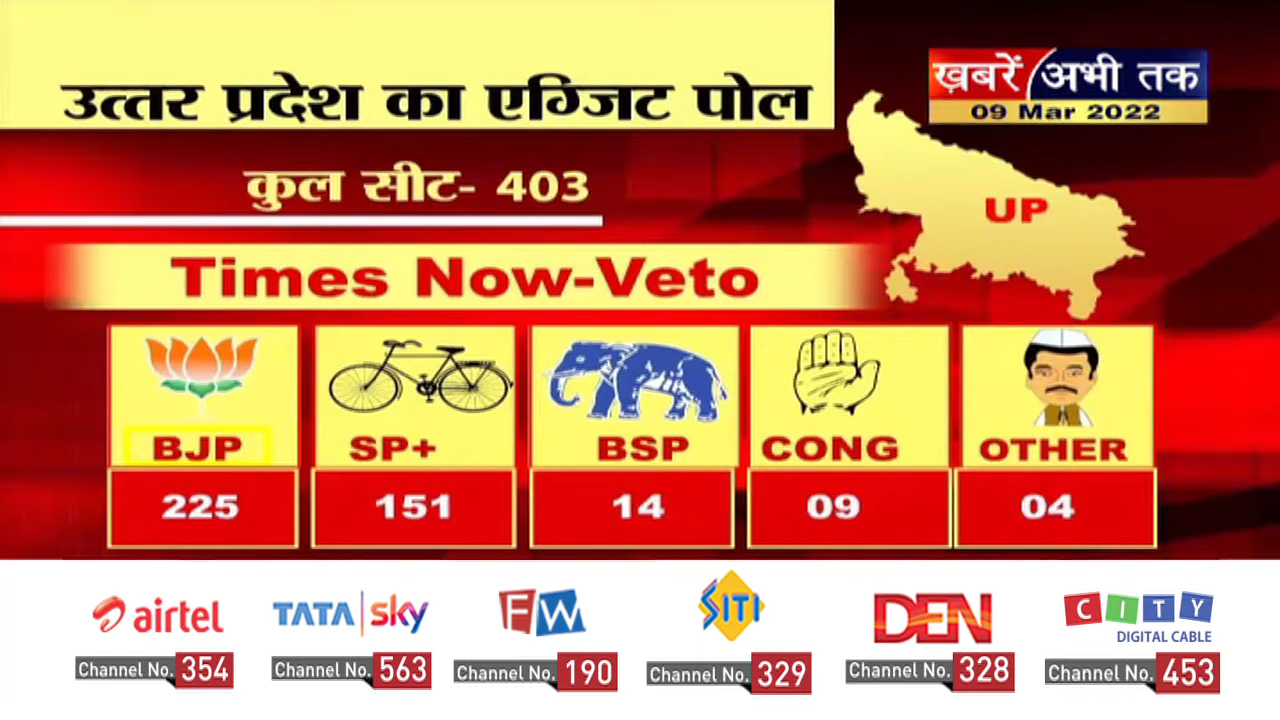 उत्तर प्रदेश का एग्जिट पोल
ख़बरें अभी तक
09 Mar 2022
कुल सीट- 403
UP
Times Now-Veto
BJP SP+ BSP CONG OTHER
225 151 14 09 04
airtel TATA sky FW SITI DEN CITY
DIGITAL CABLE
Channel No. 354 Channel No. 563 Channel No. 190 Channel No. 329 Channel No. 328 Channel No. 453